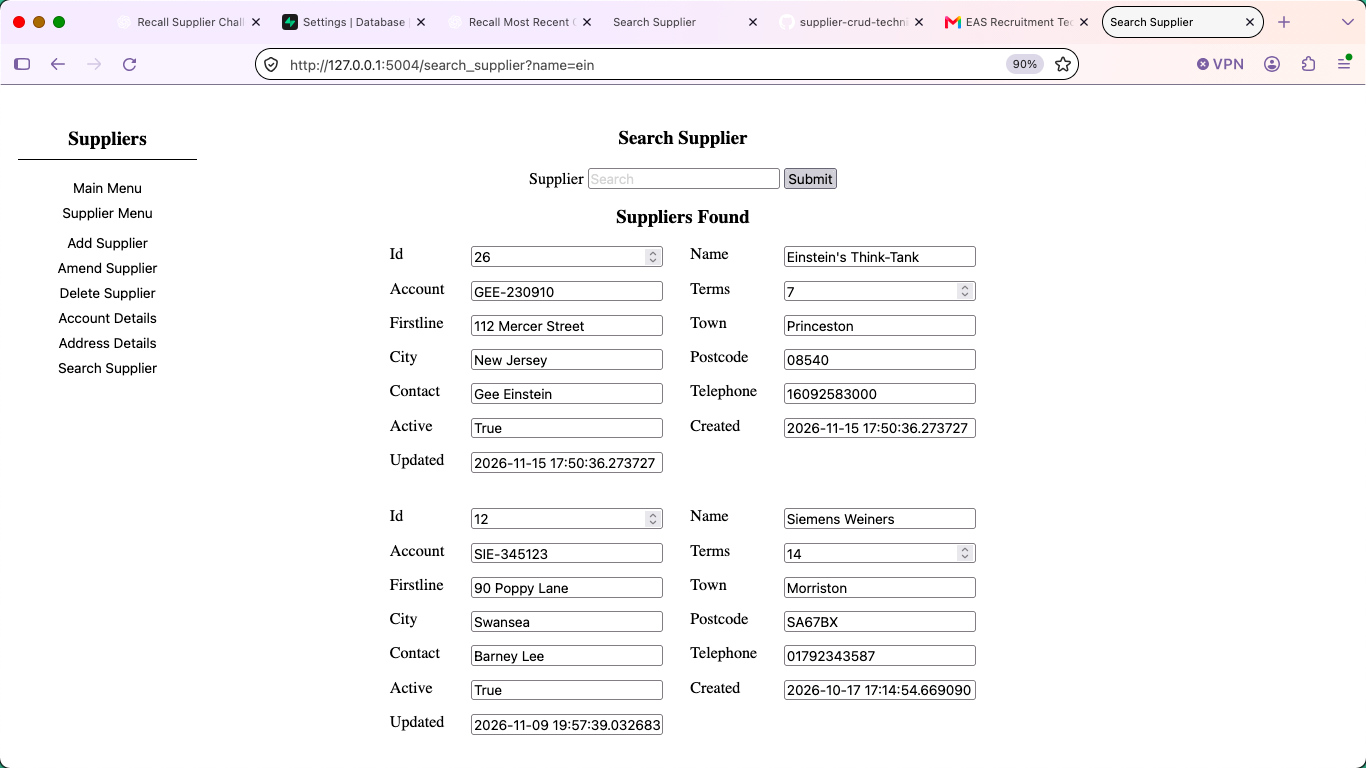 Recall Supplier Chal
Settings | Database
Recall Most Recent
Search Supplier
supplier-crud-techni
EAS Recruitment Tec
Search Supplier
http://127.0.0.1:5004/search_supplier?name=ein
90%
VPN
Suppliers
Main Menu
Supplier Menu
Add Supplier
Amend Supplier
Delete Supplier
Account Details
Address Details
Search Supplier
Search Supplier
Supplier Search Submit
Suppliers Found
Id 26 Name Einstein's Think-Tank
Account GEE-230910 Terms 7
Firstline 112 Mercer Street Town Princeston
City New Jersey Postcode 08540
Contact Gee Einstein Telephone 16092583000
Active True Created 2026-11-15 17:50:36.273727
Updated 2026-11-15 17:50:36.273727
Id 12 Name Siemens Weiners
Account SIE-345123 Terms 14
Firstline 90 Poppy Lane Town Morriston
City Swansea Postcode SA67BX
Contact Barney Lee Telephone 01792343587
Active True Created 2026-10-17 17:14:54.669090
Updated 2026-11-09 19:57:39.032683